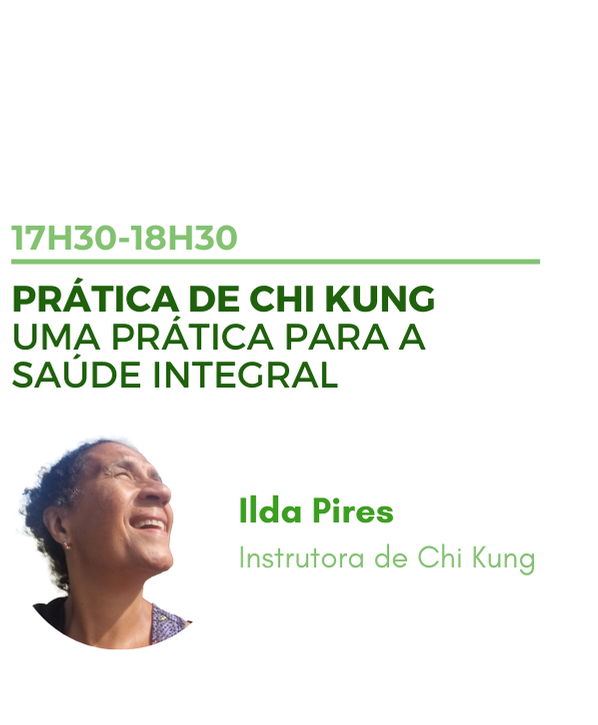 17H30-18H30
PRÁTICA DE CHI KUNG
UMA PRÁTICA PARA A
SAÚDE INTEGRAL
Ilda Pires
Instrutora de Chi Kung